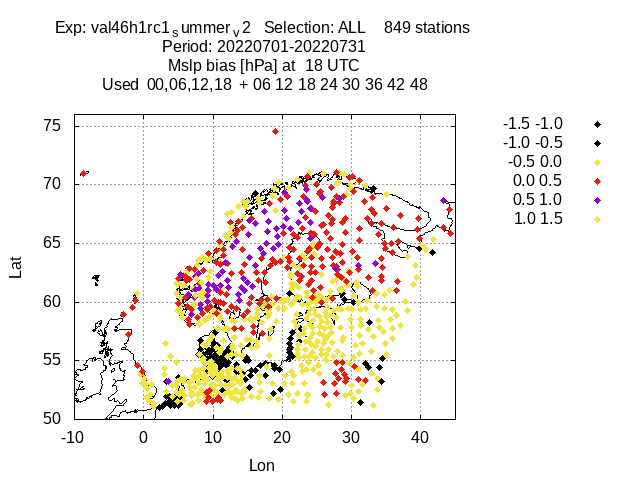 Exp: val46h1rc1summerv2 Selection: ALL 849 stations
Period: 20220701-20220731
Mslp bias [hPa] at 18 UTC
Used 00,06,12,18 + 06 12 18 24 30 36 42 48
-1.5 -1.0
-1.0 -0.5
-0.5 0.0
0.0 0.5
0.5 1.0
1.0 1.5
75
70
65
60
55
50
Lat
-10 0 10 20 30 40
Lon